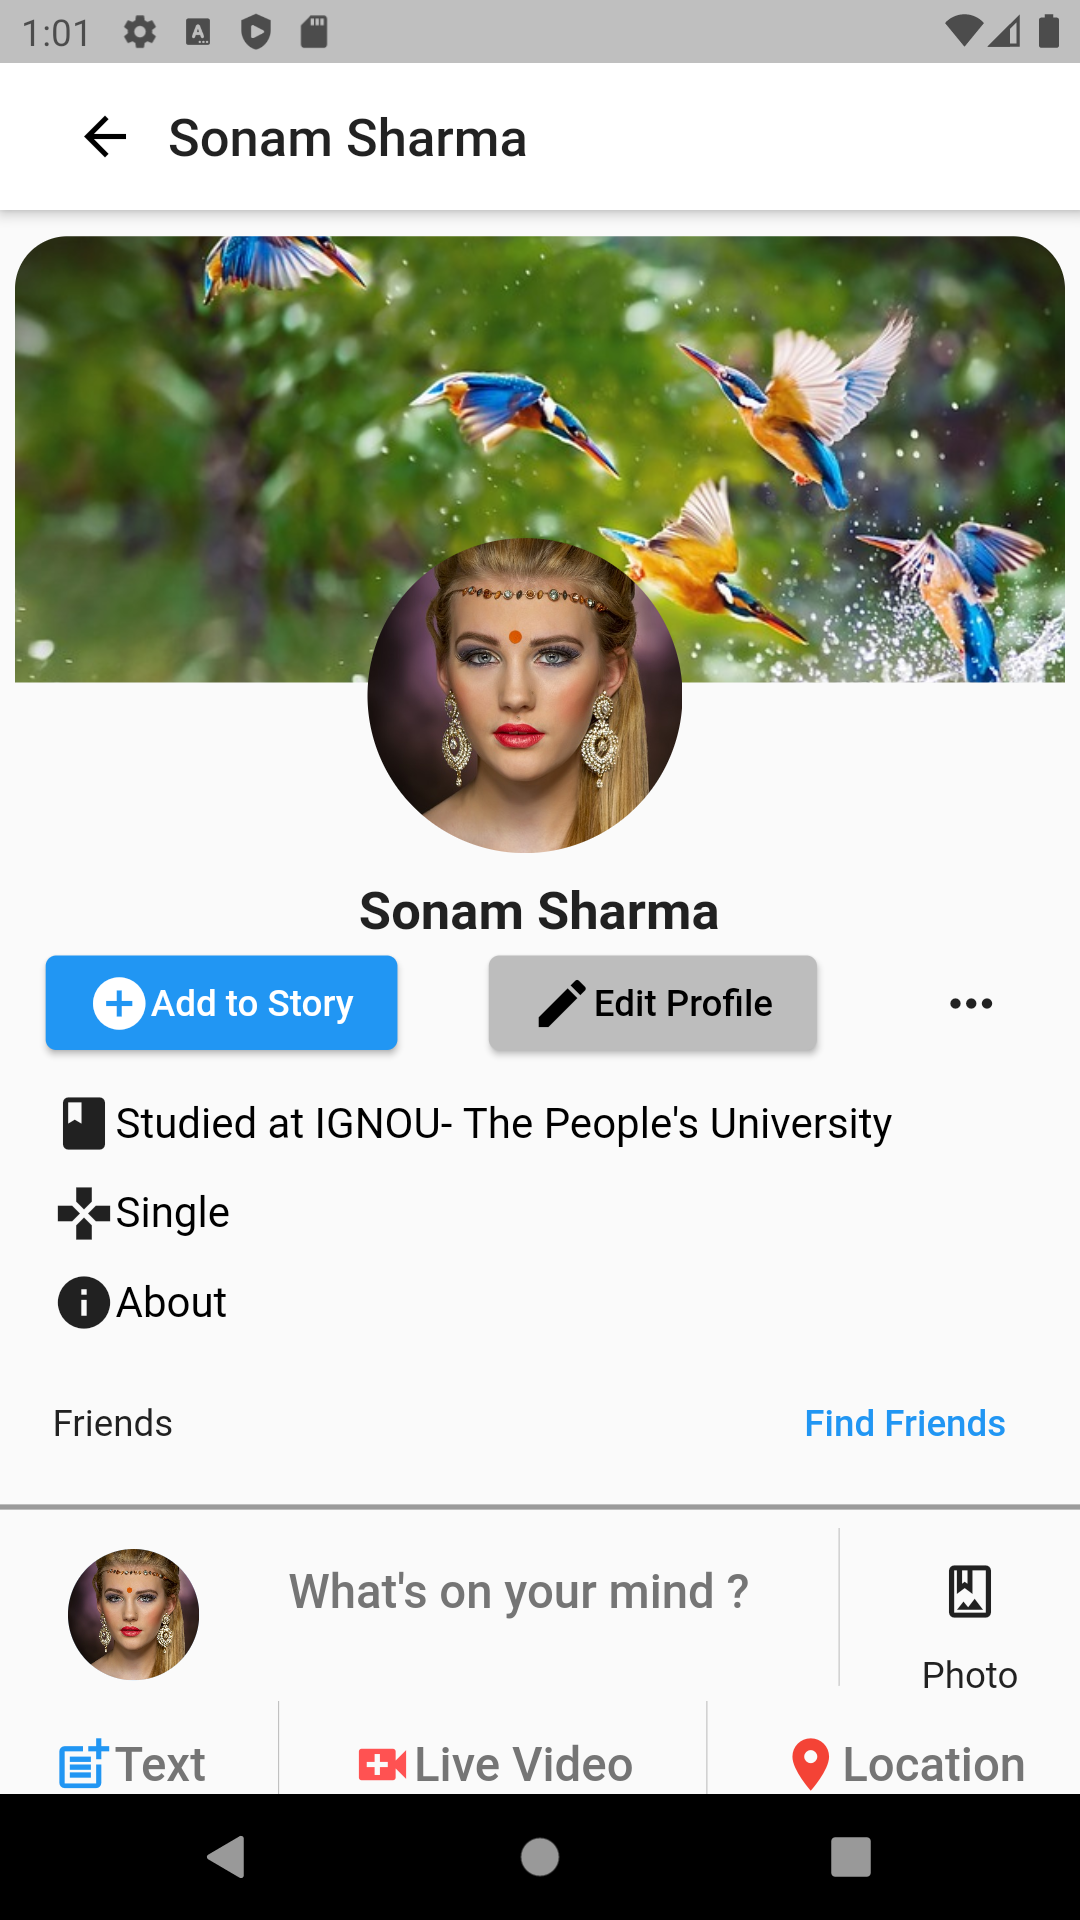 1:01
Sonam Sharma
Sonam Sharma
Add to Story
Edit Profile
Studied at IGNOU- The People's University
Single
About
Friends
Find Friends
What's on your mind ?
Photo
Text
Live Video
Location